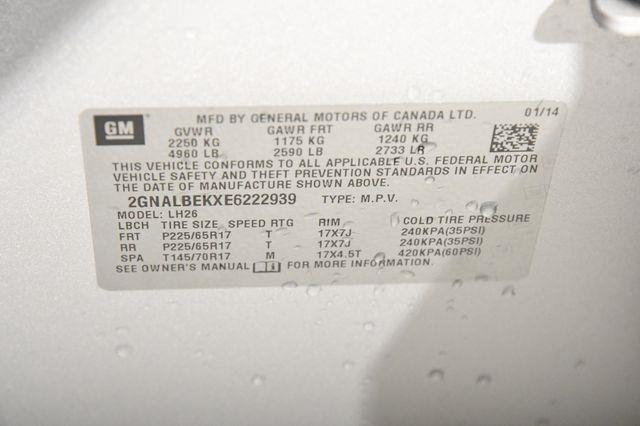 GM MFD BY GENERAL MOTORS OF CANADA LTD. 01/14
GVWR GAWR FRT GAWR RR
2250 KG 1175 KG 1240 KG
4960 LB 2590 LB 2733 LB
THIS VEHICLE CONFORMS TO ALL APPLICABLE U.S. FEDERAL MOTOR
VEHICLE SAFETY AND THEFT PREVENTION STANDARDS IN EFFECT ON
THE DATE OF MANUFACTURE SHOWN ABOVE.
2GNALBEKXE6222939 TYPE: M.P.V.
MODEL: LH26
LBCH TIRE SIZE SPEED RTG RIM COLD TIRE PRESSURE
FRT P225/65R17 T 17X7J 240KPA(35PSI)
RR P225/65R17 T 17X7J 240KPA(35PSI)
SPA T145/70R17 M 17X4.5T 420KPA(60PSI)
SEE OWNER'S MANUAL FOR MORE INFORMATION.